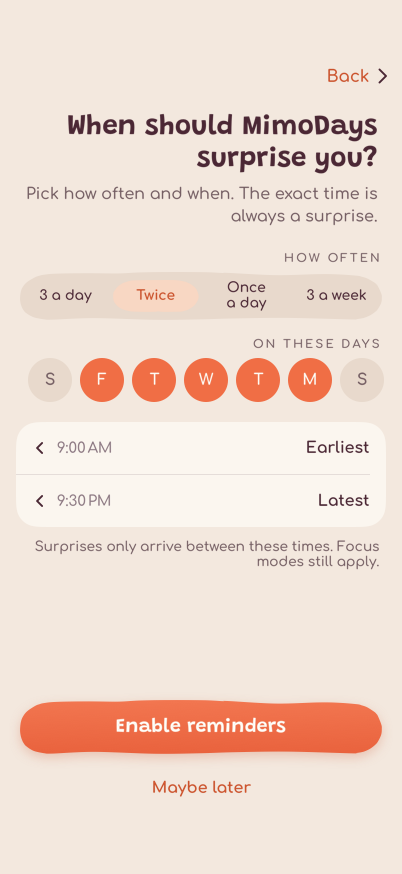 Back
When should MimoDays
surprise you?
Pick how often and when. The exact time is
always a surprise.
HOW OFTEN
3 a day
Twice
Once
a day
3 a week
ON THESE DAYS
S F T W T M S
9:00 AM Earliest
9:30 PM Latest
Surprises only arrive between these times. Focus
modes still apply.
Enable reminders
Maybe later